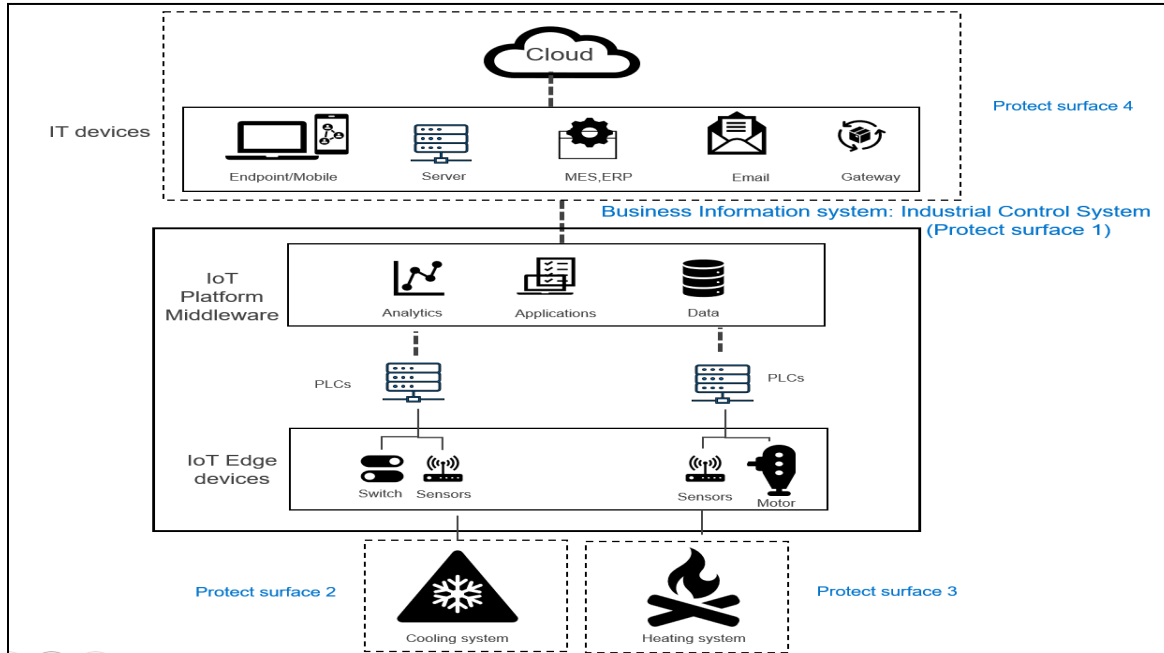 Cloud
Protect surface 4
IT devices
Endpoint/Mobile
Server
MES,ERP
Email
Gateway
Business Information system: Industrial Control System
(Protect surface 1)
IoT
Platform
Middleware
Analytics
Applications
Data
PLCs
PLCs
IoT Edge
devices
Switch
Sensors
Sensors
Motor
Protect surface 2
Protect surface 3
Cooling system
Heating system